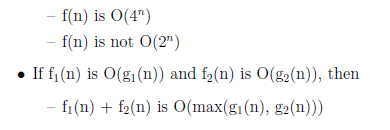 – f(n) is O(4ⁿ)
– f(n) is not O(2ⁿ)
• If f₁(n) is O(g₁(n)) and f₂(n) is O(g₂(n)), then
– f₁(n) + f₂(n) is O(max(g₁(n), g₂(n)))